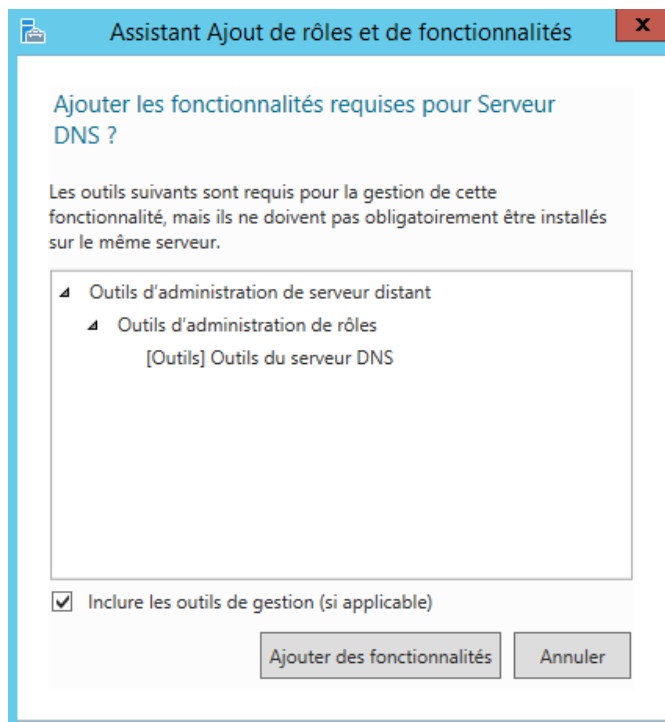 Assistant Ajout de rôles et de fonctionnalités
x
Ajouter les fonctionnalités requises pour Serveur
DNS ?
Les outils suivants sont requis pour la gestion de cette
fonctionnalité, mais ils ne doivent pas obligatoirement être installés
sur le même serveur.
Outils d’administration de serveur distant
Outils d’administration de rôles
[Outils] Outils du serveur DNS
Inclure les outils de gestion (si applicable)
Ajouter des fonctionnalités
Annuler